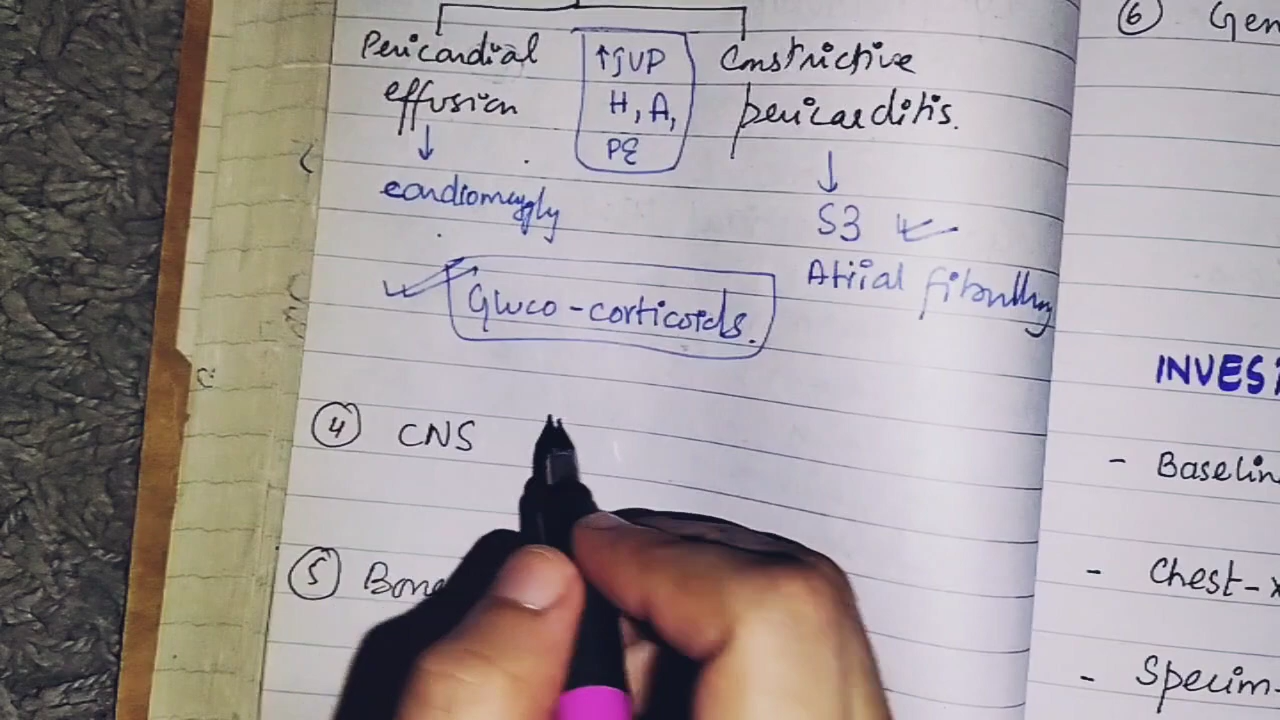 Pericardial
effusion
↓
cardiomegaly
↑JVP
H, A,
PE
Constrictive
pericarditis.
↓
S3
Atrial
Gluco-corticoids.
④ CNS
⑤ Bone
⑥ Gen
INVES
- Baselin
- Chest-x
- Specim-